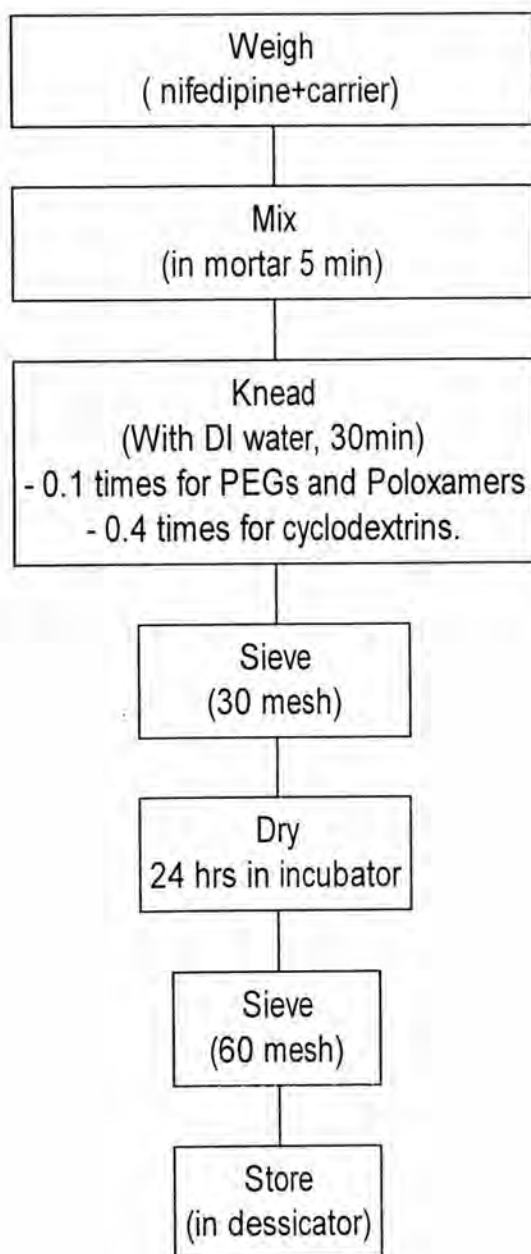 Weigh
( nifedipine+carrier)
Mix
(in mortar 5 min)
Knead
(With DI water, 30min)
- 0.1 times for PEGs and Poloxamers
- 0.4 times for cyclodextrins.
Sieve
(30 mesh)
Dry
24 hrs in incubator
Sieve
(60 mesh)
Store
(in dessicator)